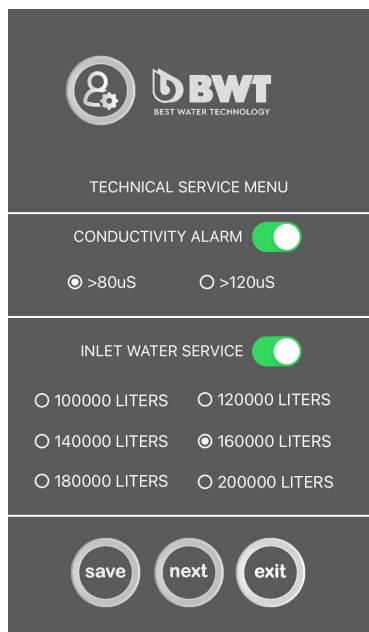 BWT
BEST WATER TECHNOLOGY
TECHNICAL SERVICE MENU
CONDUCTIVITY ALARM
>80uS >120uS
INLET WATER SERVICE
100000 LITERS 120000 LITERS
140000 LITERS 160000 LITERS
180000 LITERS 200000 LITERS
save next exit